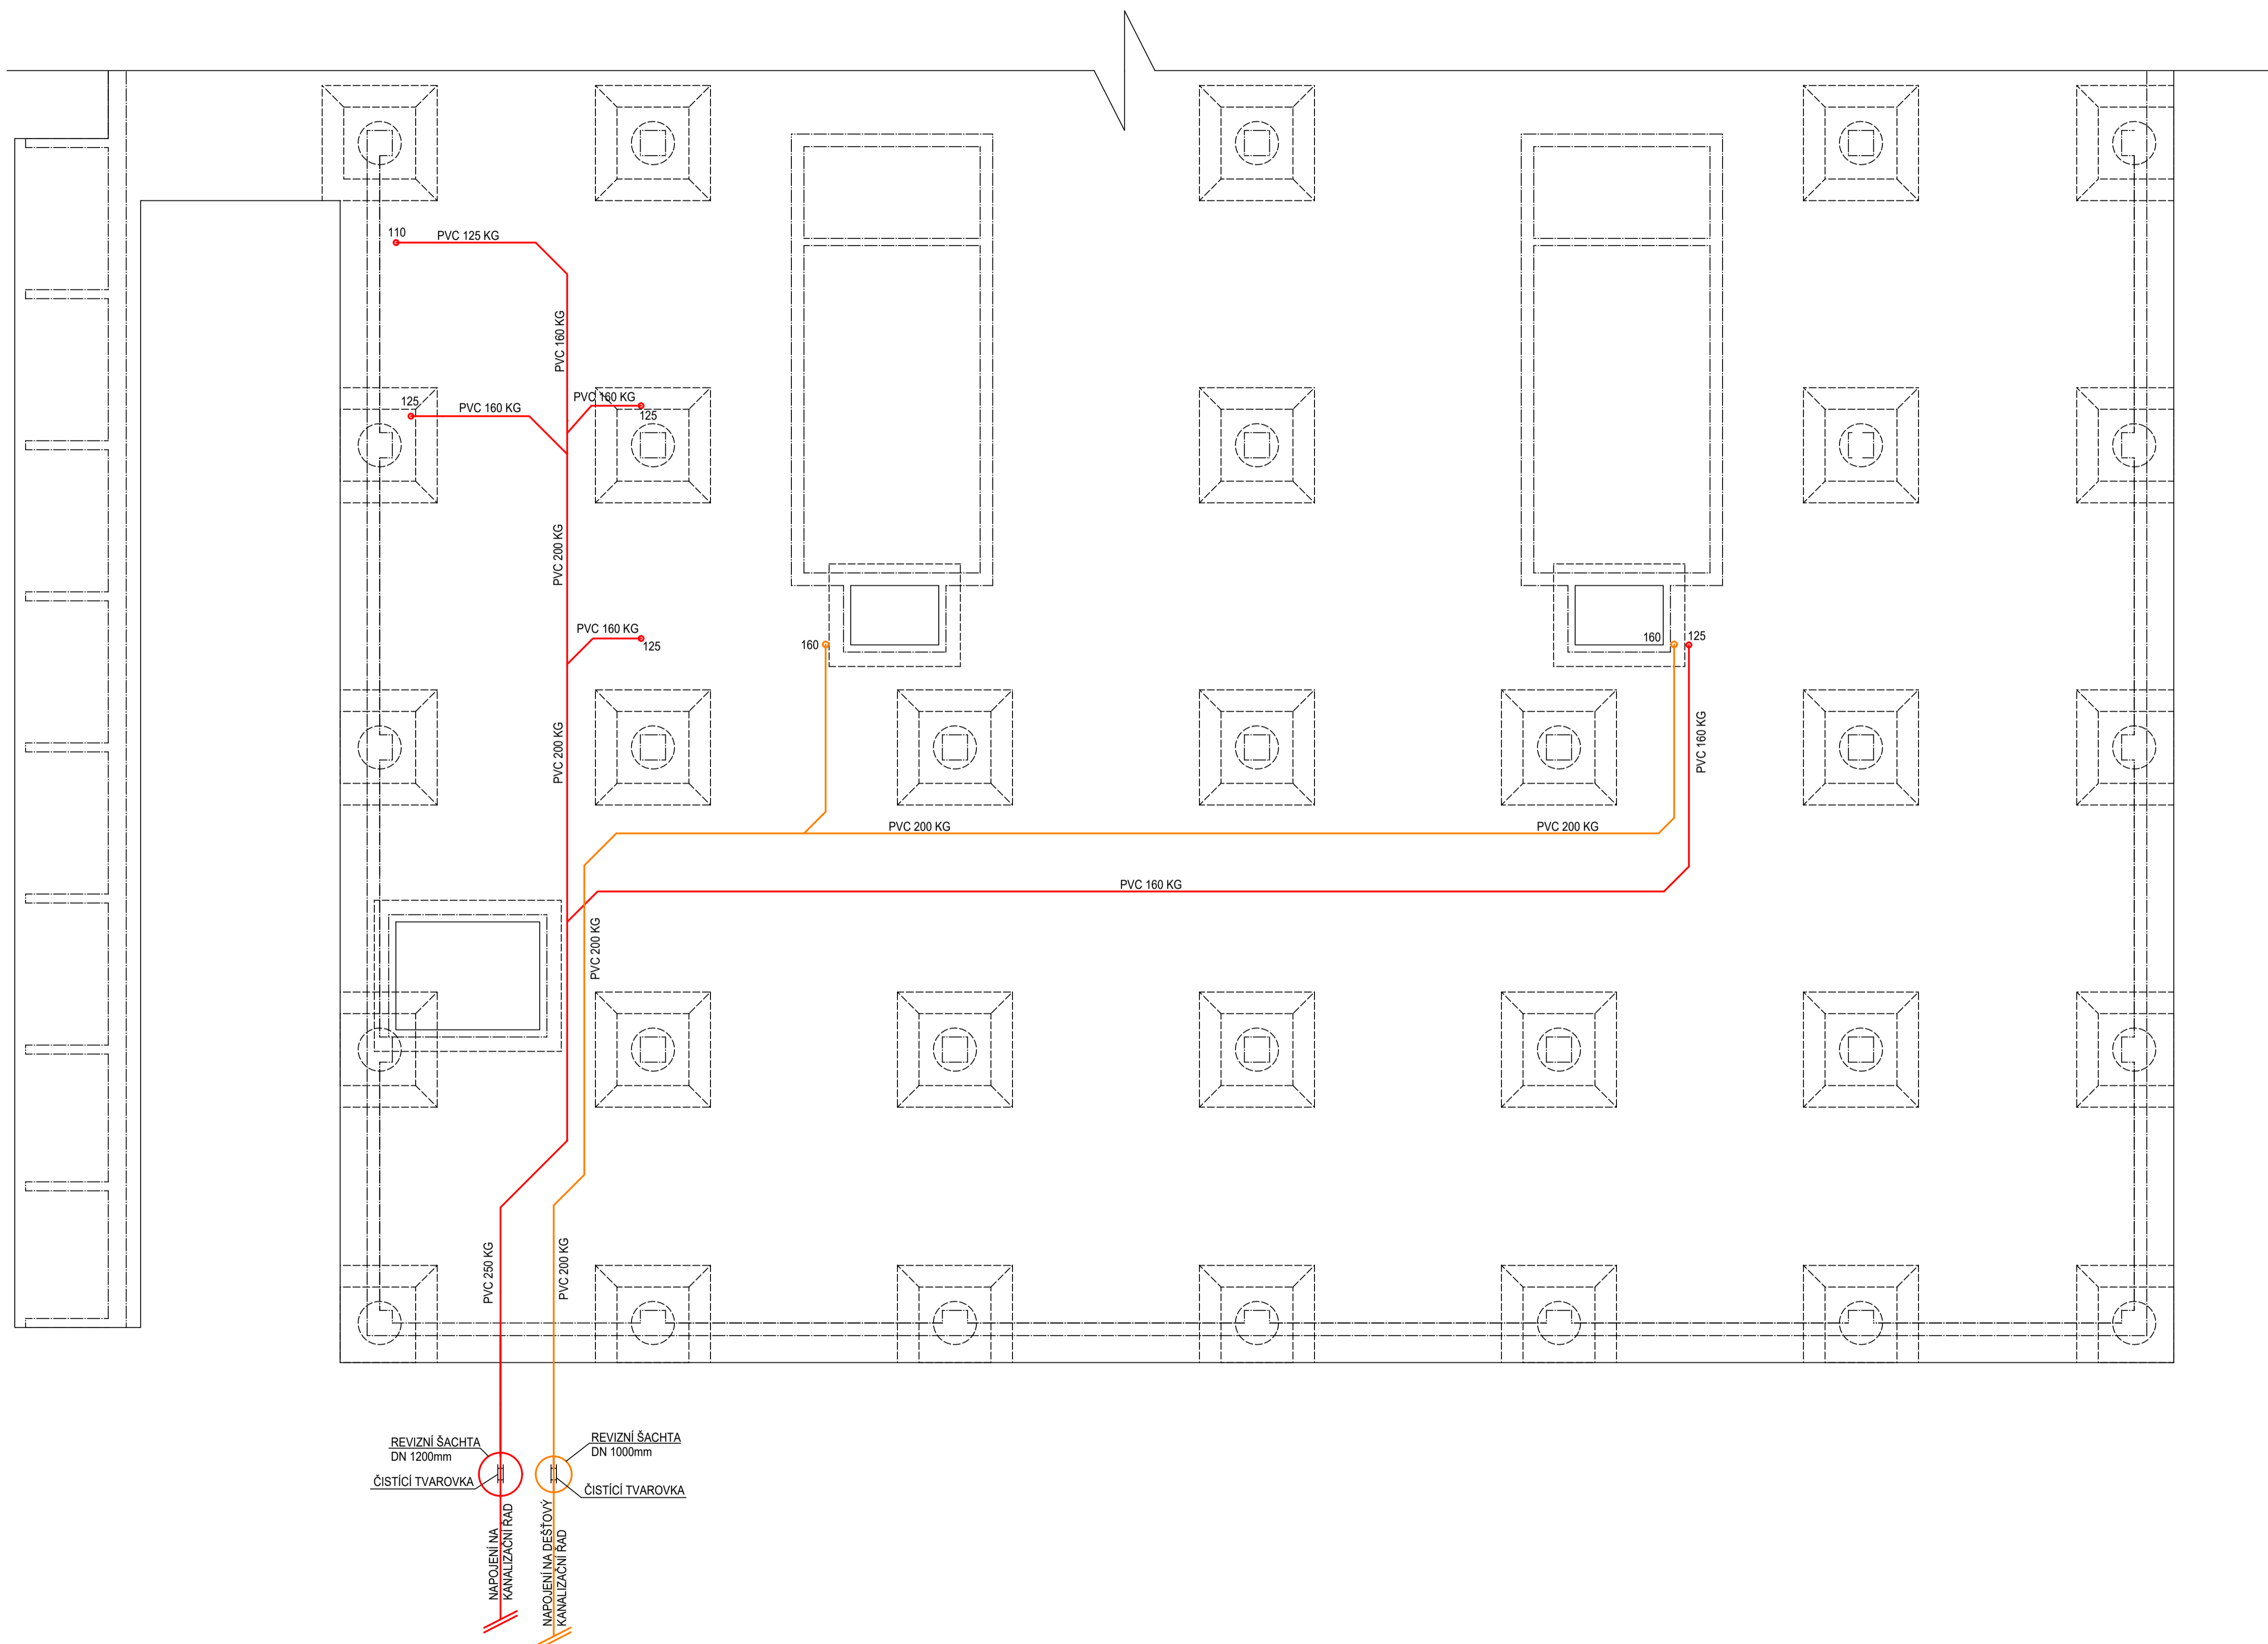 110
PVC 125 KG
PVC 160 KG
125
PVC 160 KG
PVC 160 KG
125
PVC 200 KG
PVC 160 KG
125
160
160
125
PVC 200 KG
PVC 160 KG
PVC 200 KG
PVC 200 KG
PVC 160 KG
PVC 200 KG
PVC 250 KG
PVC 200 KG
REVIZNÍ ŠACHTA
DN 1200mm
ČISTÍCÍ TVAROVKA
REVIZNÍ ŠACHTA
DN 1000mm
ČISTÍCÍ TVAROVKA
NAPOJENÍ NA
KANALIZAČNÍ ŘAD
NAPOJENÍ NA DEŠŤOVÝ
KANALIZAČNÍ ŘAD